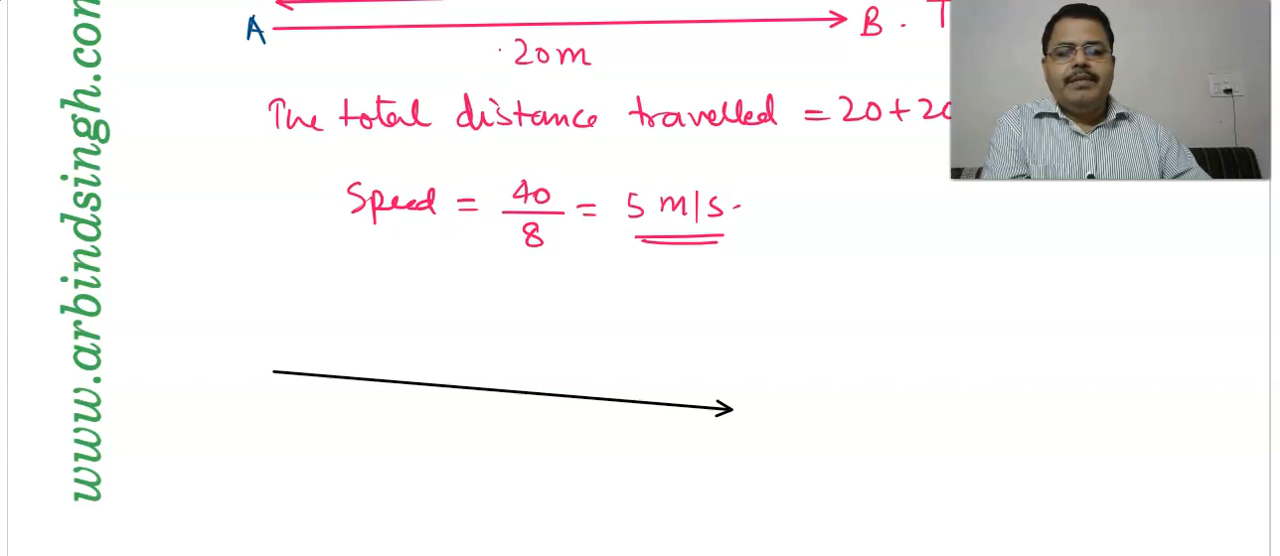 www.arbindsingh.com
A
B.
20m
The total distance travelled = 20+20
Speed = 40/8 = 5 m/s.